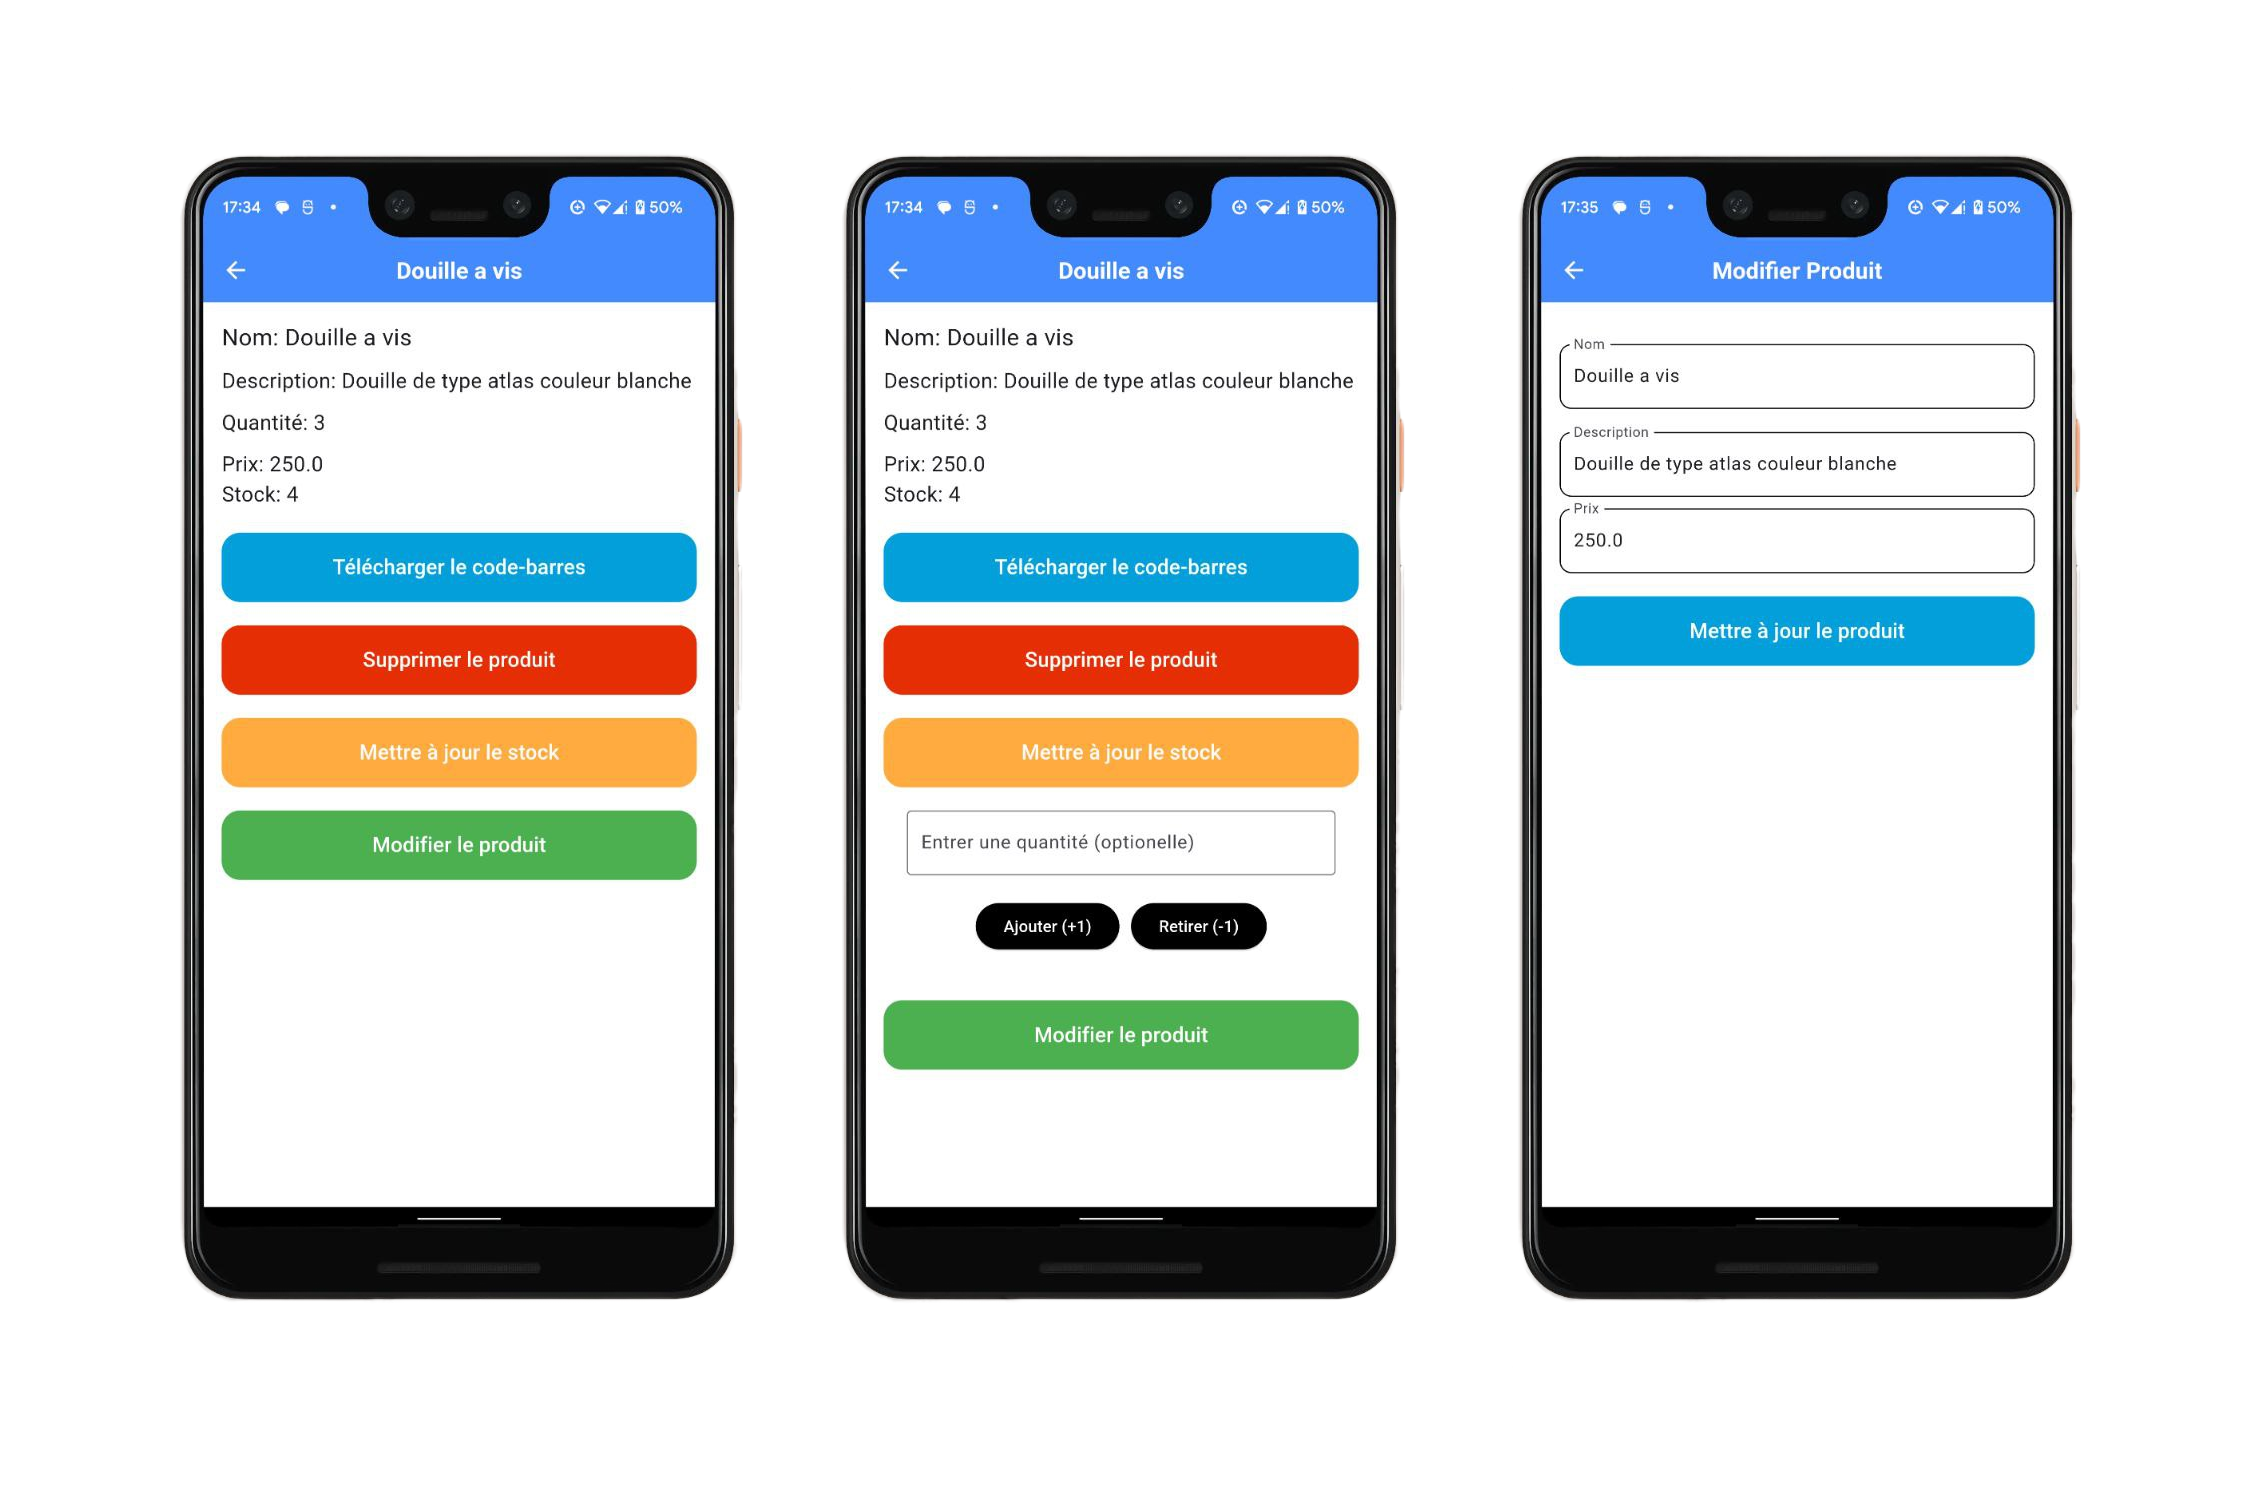 17:34 50%
Douille a vis
Nom: Douille a vis
Description: Douille de type atlas couleur blanche
Quantité: 3
Prix: 250.0
Stock: 4
Télécharger le code-barres
Supprimer le produit
Mettre à jour le stock
Modifier le produit
17:34 50%
Douille a vis
Nom: Douille a vis
Description: Douille de type atlas couleur blanche
Quantité: 3
Prix: 250.0
Stock: 4
Télécharger le code-barres
Supprimer le produit
Mettre à jour le stock
Entrer une quantité (optionelle)
Ajouter (+1) Retirer (-1)
Modifier le produit
17:35 50%
Modifier Produit
Nom
Douille a vis
Description
Douille de type atlas couleur blanche
Prix
250.0
Mettre à jour le produit